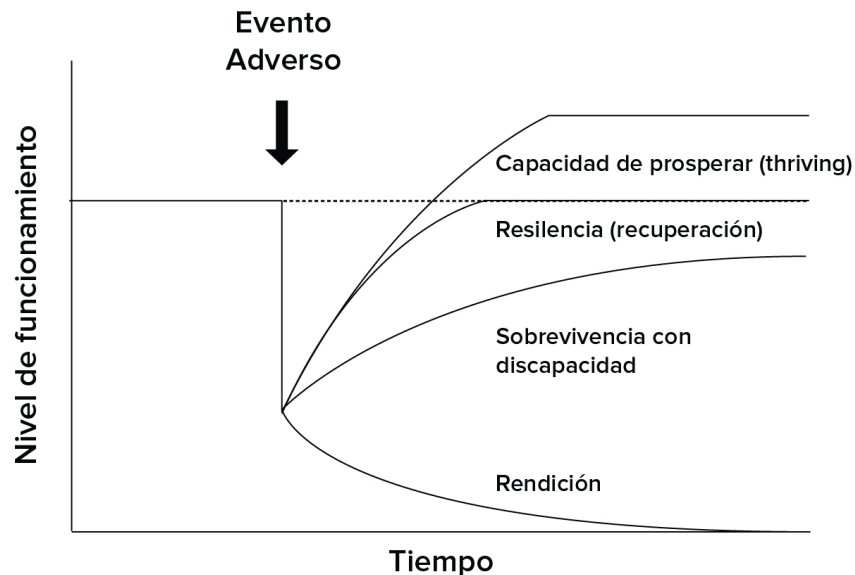 Evento
Adverso
Nivel de funcionamiento
Capacidad de prosperar (thriving)
Resilencia (recuperación)
Sobrevivencia con
discapacidad
Rendición
Tiempo